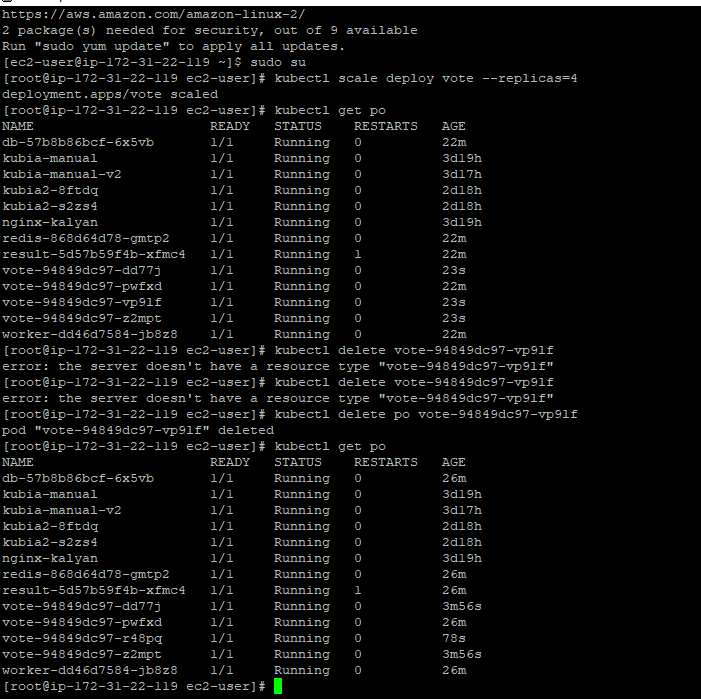 https://aws.amazon.com/amazon-linux-2/
2 package(s) needed for security, out of 9 available
Run "sudo yum update" to apply all updates.
[ec2-user@ip-172-31-22-119 ~]$ sudo su
[root@ip-172-31-22-119 ec2-user]# kubectl scale deploy vote --replicas=4
deployment.apps/vote scaled
[root@ip-172-31-22-119 ec2-user]# kubectl get po
NAME                      READY   STATUS    RESTARTS   AGE
db-57b8b86bcf-6x5vb       1/1     Running   0          22m
kubia-manual              1/1     Running   0          3d19h
kubia-manual-v2           1/1     Running   0          3d17h
kubia2-8ftdq              1/1     Running   0          2d18h
kubia2-s2zs4              1/1     Running   0          2d18h
nginx-kalyan              1/1     Running   0          3d19h
redis-868d64d78-gmtp2     1/1     Running   0          22m
result-5d57b59f4b-xfmc4   1/1     Running   1          22m
vote-94849dc97-dd77j      1/1     Running   0          23s
vote-94849dc97-pwfxd      1/1     Running   0          22m
vote-94849dc97-vp9lf      1/1     Running   0          23s
vote-94849dc97-z2mpt      1/1     Running   0          23s
worker-dd46d7584-jb8z8    1/1     Running   0          22m
[root@ip-172-31-22-119 ec2-user]# kubectl delete vote-94849dc97-vp9lf
error: the server doesn't have a resource type "vote-94849dc97-vp9lf"
[root@ip-172-31-22-119 ec2-user]# kubectl delete vote-94849dc97-vp9lf
error: the server doesn't have a resource type "vote-94849dc97-vp9lf"
[root@ip-172-31-22-119 ec2-user]# kubectl delete po vote-94849dc97-vp9lf
pod "vote-94849dc97-vp9lf" deleted
[root@ip-172-31-22-119 ec2-user]# kubectl get po
NAME                      READY   STATUS    RESTARTS   AGE
db-57b8b86bcf-6x5vb       1/1     Running   0          26m
kubia-manual              1/1     Running   0          3d19h
kubia-manual-v2           1/1     Running   0          3d17h
kubia2-8ftdq              1/1     Running   0          2d18h
kubia2-s2zs4              1/1     Running   0          2d18h
nginx-kalyan              1/1     Running   0          3d19h
redis-868d64d78-gmtp2     1/1     Running   0          26m
result-5d57b59f4b-xfmc4   1/1     Running   1          26m
vote-94849dc97-dd77j      1/1     Running   0          3m56s
vote-94849dc97-pwfxd      1/1     Running   0          26m
vote-94849dc97-r48pq      1/1     Running   0          78s
vote-94849dc97-z2mpt      1/1     Running   0          3m56s
worker-dd46d7584-jb8z8    1/1     Running   0          26m
[root@ip-172-31-22-119 ec2-user]#